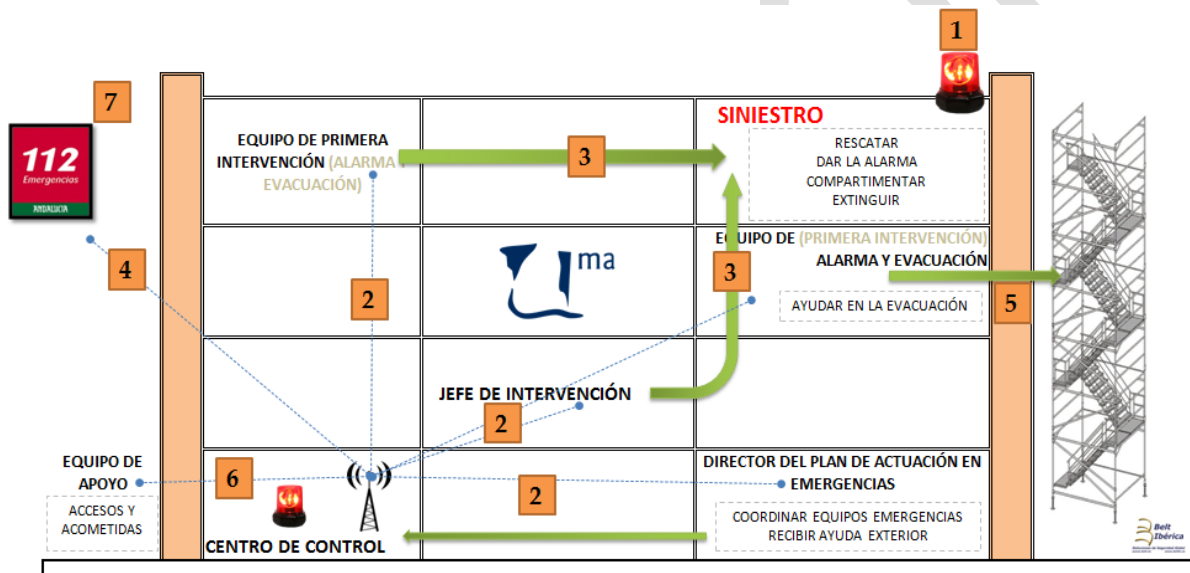 1
7
112
Emergencias
ANDALUCIA
EQUIPO DE PRIMERA
INTERVENCIÓN (ALARMA Y
EVACUACIÓN)
3
SINIESTRO
RESCATAR
DAR LA ALARMA
COMPARTIMENTAR
EXTINGUIR
4
2
uma
EQUIPO DE (PRIMERA INTERVENCIÓN)
ALARMA Y EVACUACIÓN
3
AYUDAR EN LA EVACUACIÓN
5
JEFE DE INTERVENCIÓN
2
EQUIPO DE
APOYO
ACCESOS Y
ACOMETIDAS
6
CENTRO DE CONTROL
2
DIRECTOR DEL PLAN DE ACTUACIÓN EN
EMERGENCIAS
COORDINAR EQUIPOS EMERGENCIAS
RECIBIR AYUDA EXTERIOR
Belt
Ibérica